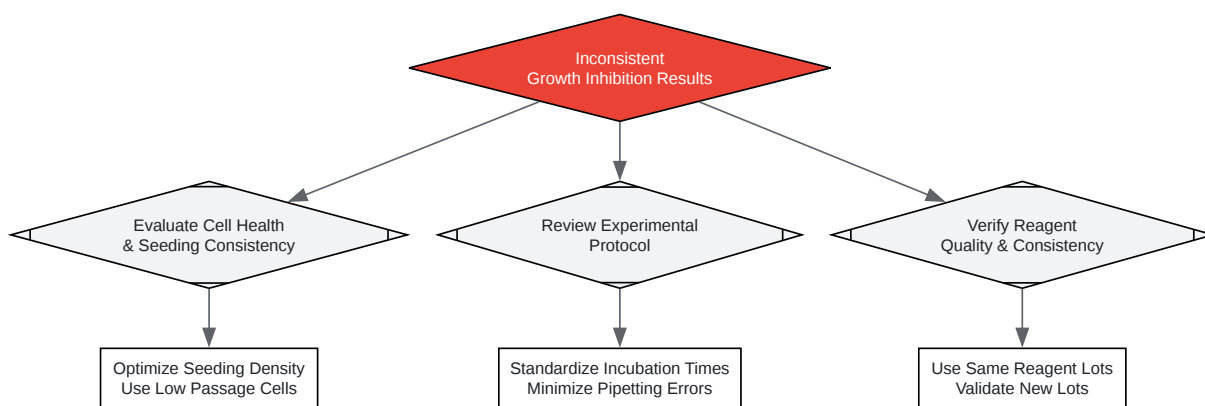 Inconsistent
Growth Inhibition Results
Evaluate Cell Health
& Seeding Consistency
Review Experimental
Protocol
Verify Reagent
Quality & Consistency
Optimize Seeding Density
Use Low Passage Cells
Standardize Incubation Times
Minimize Pipetting Errors
Use Same Reagent Lots
Validate New Lots